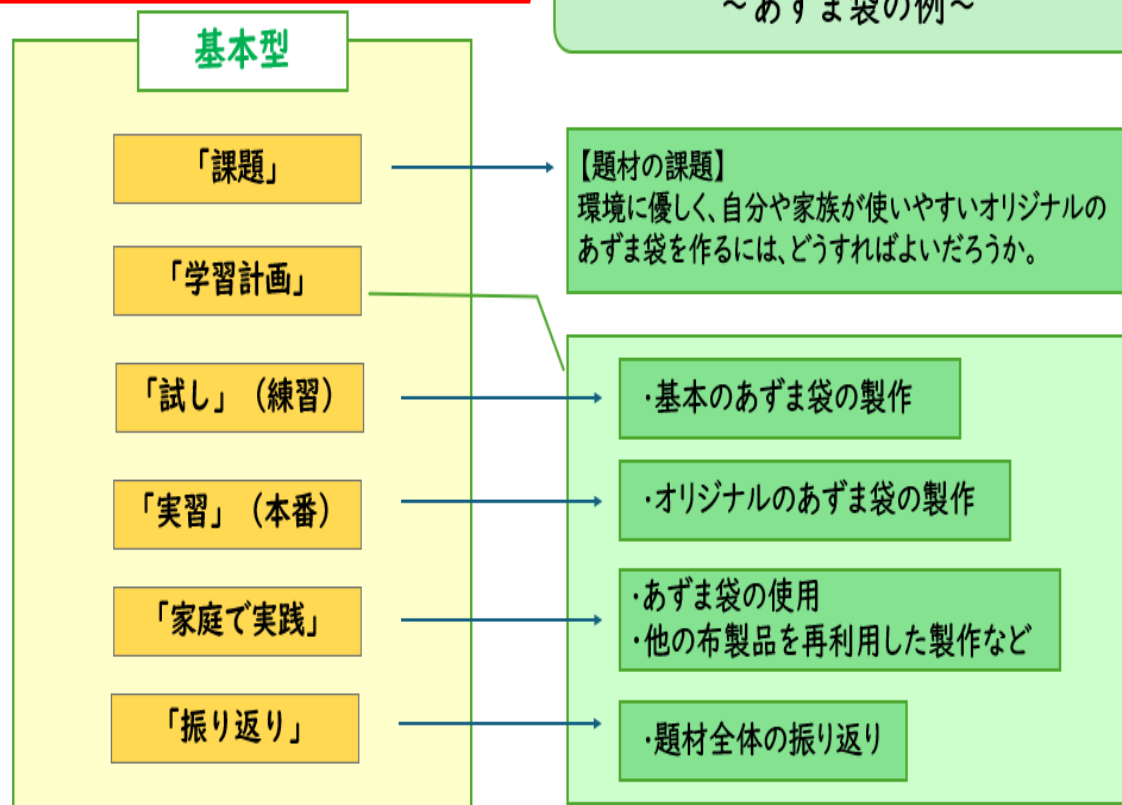 ～あずま袋の例～
基本型
「課題」
【題材の課題】
環境に優しく、自分や家族が使いやすいオリジナルの
あずま袋を作るには、どうすればよいだろうか。
「学習計画」
「試し」（練習）
・基本のあずま袋の製作
「実習」（本番）
・オリジナルのあずま袋の製作
「家庭で実践」
・あずま袋の使用
・他の布製品を再利用した製作など
「振り返り」
・題材全体の振り返り